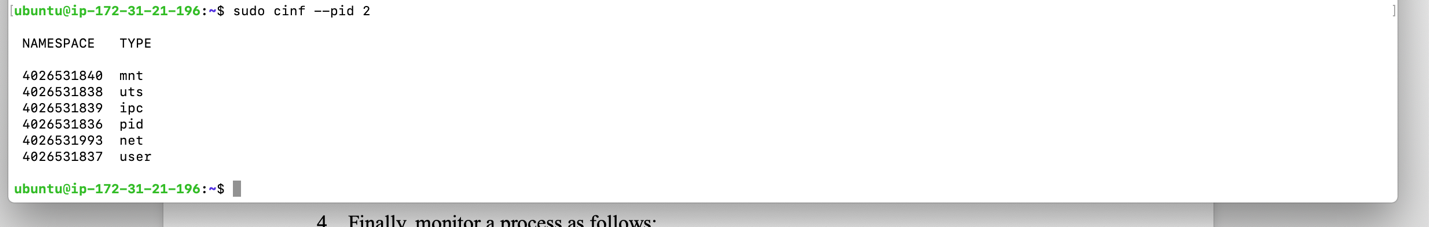 [ubuntu@ip-172-31-21-196:~$ sudo cinf --pid 2 ]
NAMESPACE TYPE
4026531840 mnt
4026531838 uts
4026531839 ipc
4026531836 pid
4026531993 net
4026531837 user
ubuntu@ip-172-31-21-196:~$
4. Finally, monitor a process as follows: